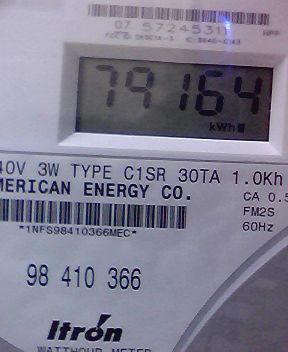 07 57245311
79164
kWh
40V 3W TYPE C1SR 30TA 1.0Kh
MERICAN ENERGY CO.
CA 0.5
FM2S
*1NFS98410366MEC*
60Hz
98 410 366
Itrón
WATTHOUR METER